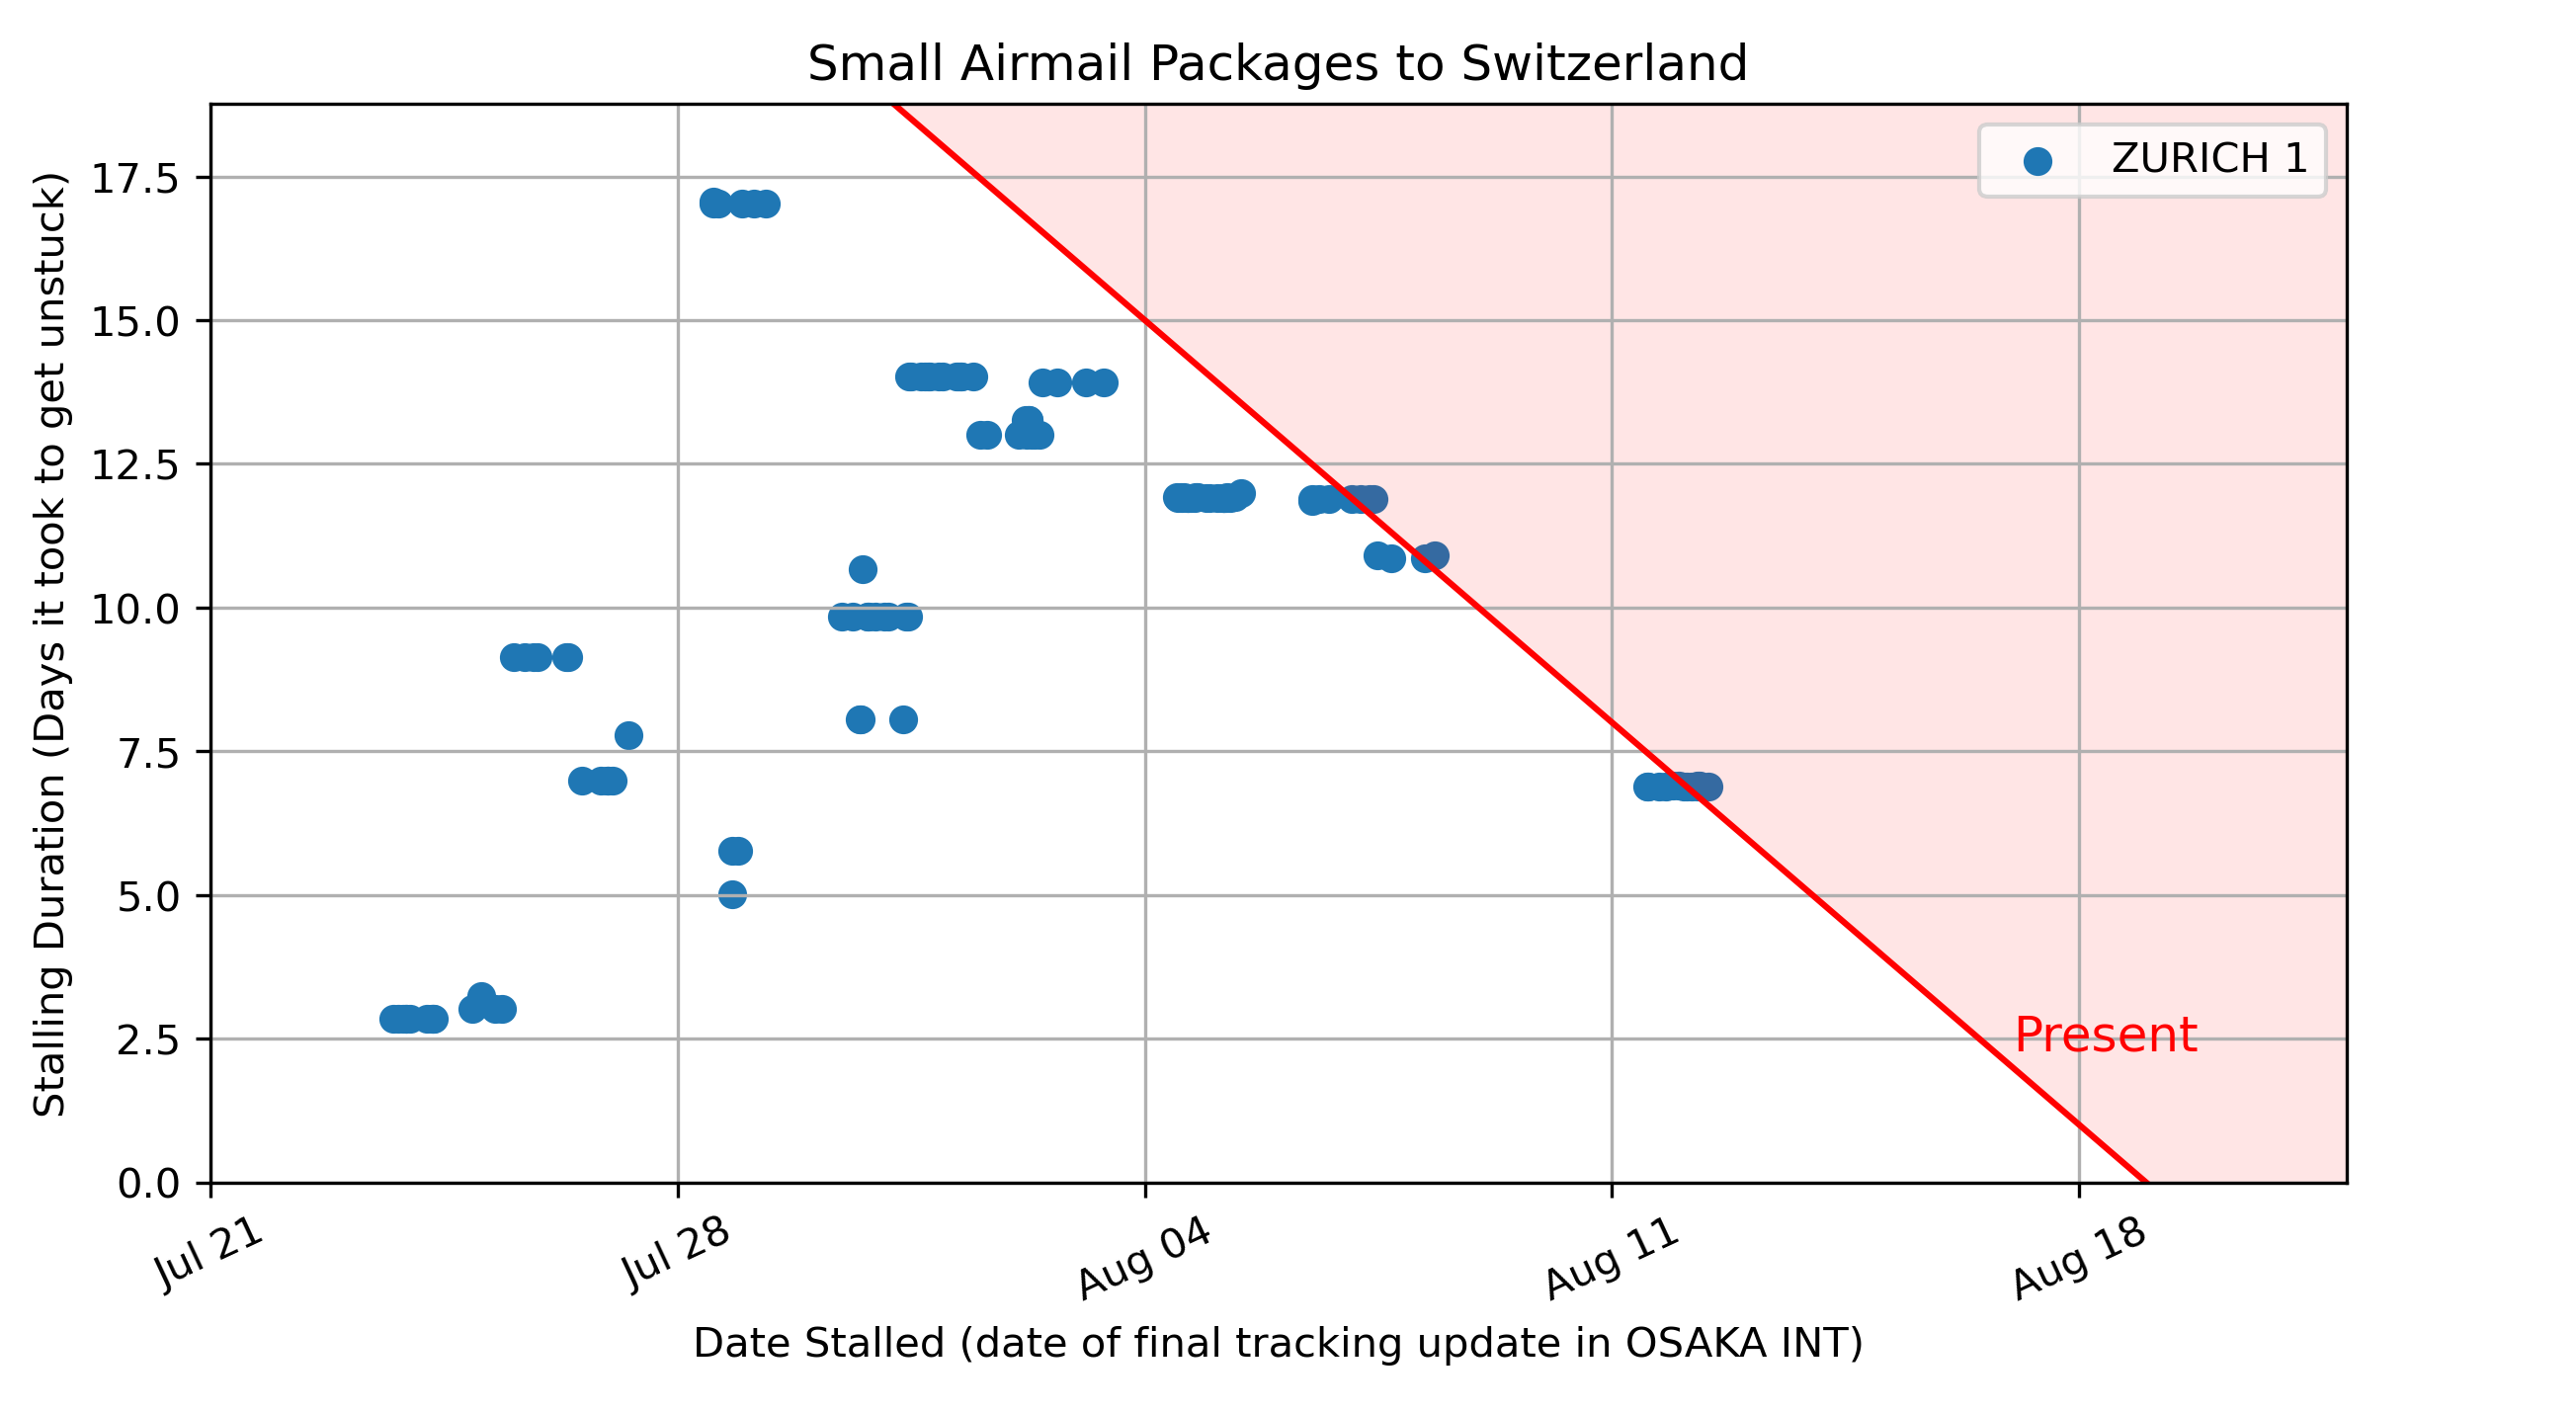 Small Airmail Packages to Switzerland
ZURICH 1
Stalling Duration (Days it took to get unstuck)
17.5
15.0
12.5
10.0
7.5
5.0
2.5
0.0
Present
Jul 21
Jul 28
Aug 04
Aug 11
Aug 18
Date Stalled (date of final tracking update in OSAKA INT)